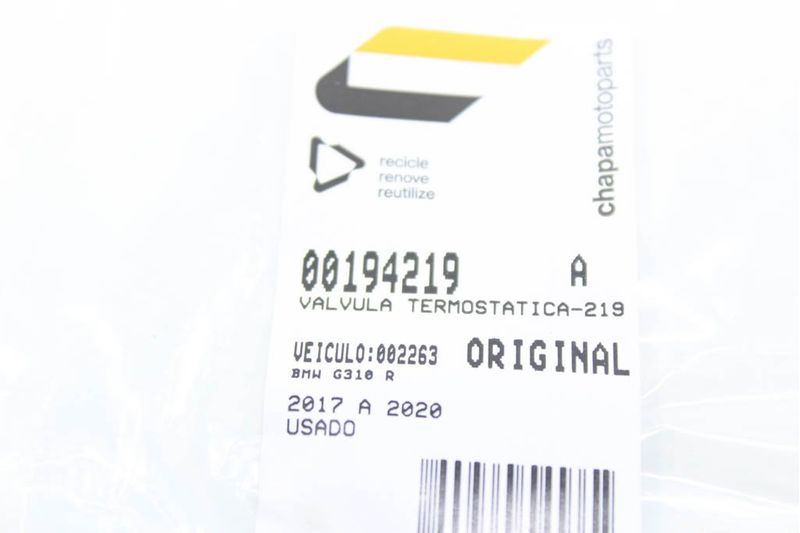 chapamotoparts
recicle
renove
reutilize
00194219 A
VALVULA TERMOSTATICA-219
VEICULO:002263 ORIGINAL
BMW G310 R
2017 A 2020
USADO